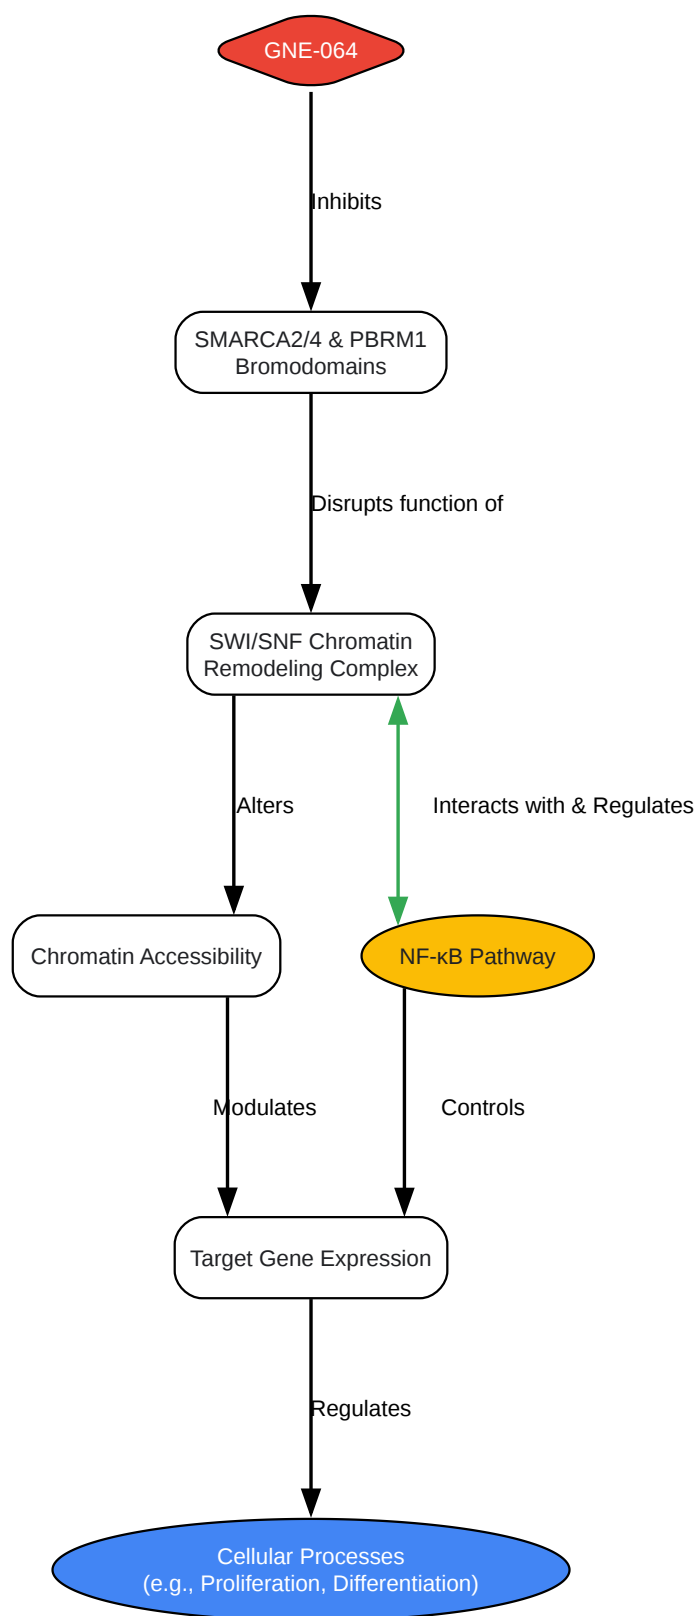 GNE-064
Inhibits
SMARCA2/4 & PBRM1
Bromodomains
Disrupts function of
SWI/SNF Chromatin
Remodeling Complex
Alters
Interacts with & Regulates
Chromatin Accessibility
NF-κB Pathway
Modulates
Controls
Target Gene Expression
Regulates
Cellular Processes
(e.g., Proliferation, Differentiation)